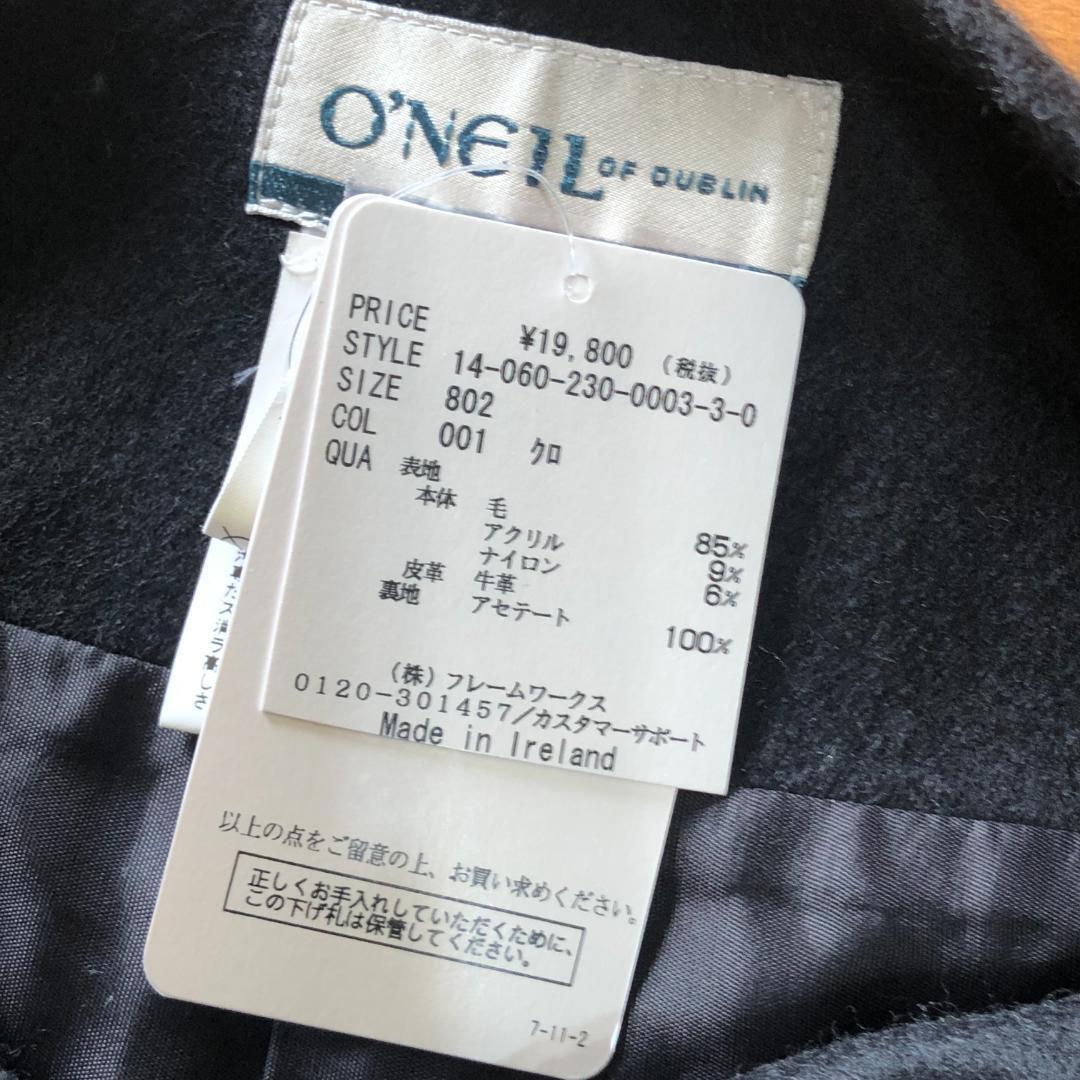 O'NEIL OF DUBLIN
PRICE ¥19,800 (税抜)
STYLE 14-060-230-0003-3-0
SIZE 802
COL 001 クロ
QUA 表地
本体 毛 85%
アクリル 9%
ナイロン 6%
皮革 牛革
裏地 アセテート 100%
(株)フレームワークス
0120-301457/カスタマーサポート
Made in Ireland
以上の点をご留意の上、お買い求めください。
正しくお手入れしていただくために、
この下げ札は保管してください。
7-11-2